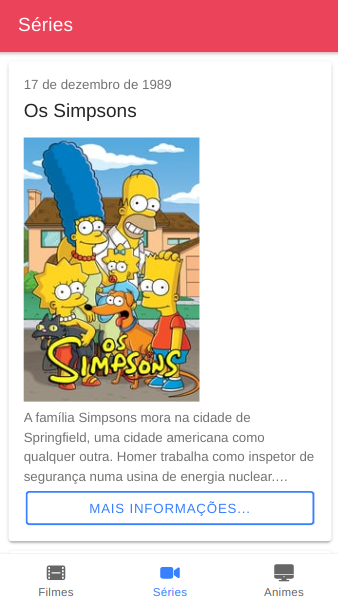 Séries
17 de dezembro de 1989
Os Simpsons
OS
SIMPSONS
A família Simpsons mora na cidade de
Springfield, uma cidade americana como
qualquer outra. Homer trabalha como inspetor de
segurança numa usina de energia nuclear....
MAIS INFORMAÇÕES...
Filmes
Séries
Animes